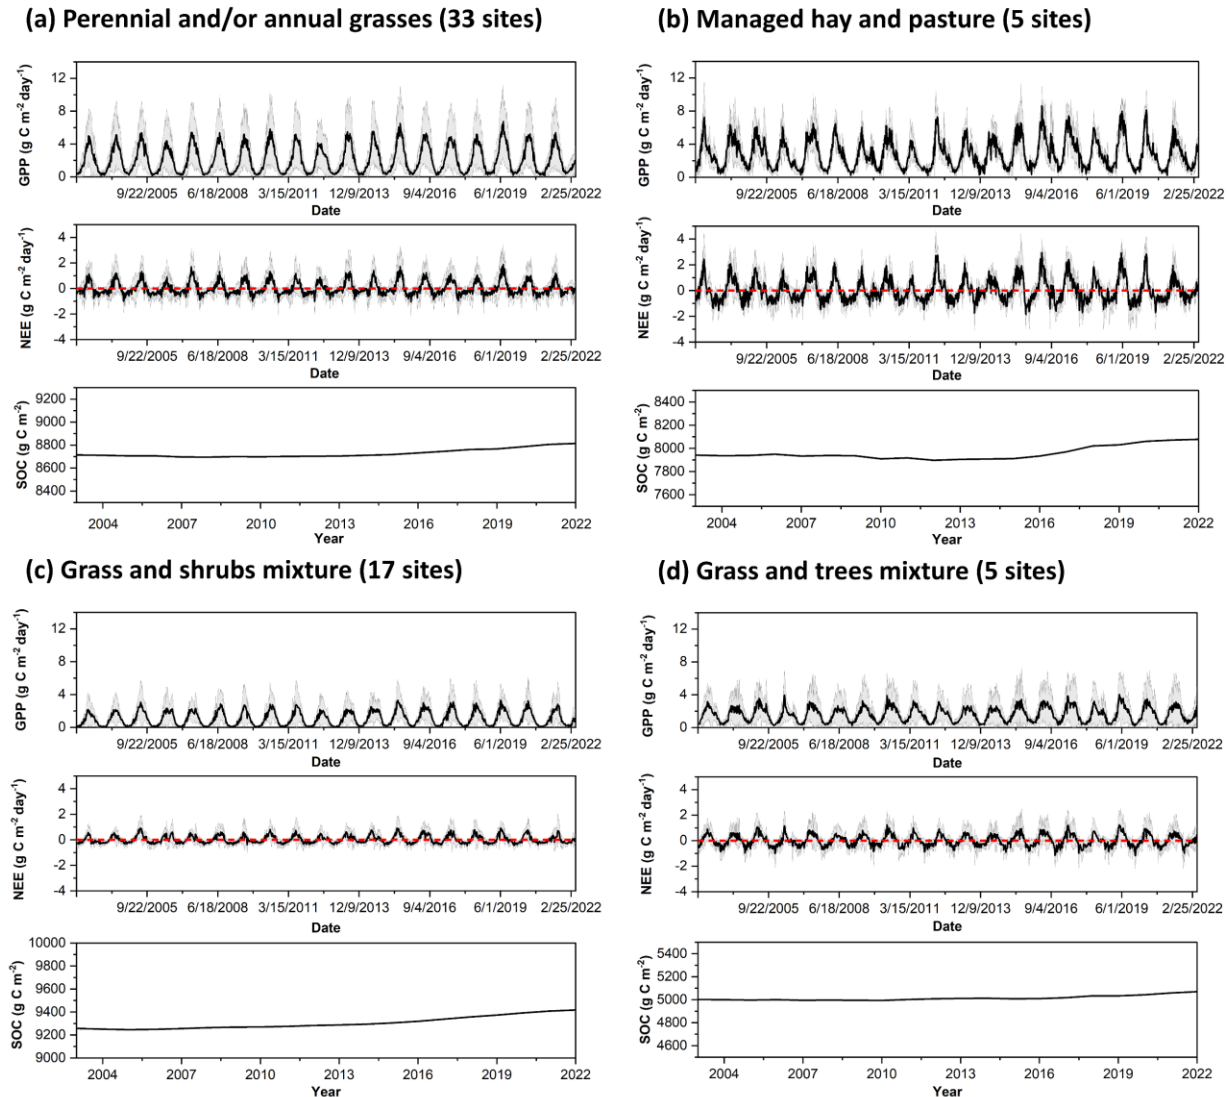 (a) Perennial and/or annual grasses (33 sites)
GPP (g C m⁻² day⁻¹)
12
8
4
0
9/22/2005 6/18/2008 3/15/2011 12/9/2013 9/4/2016 6/1/2019 2/25/2022
Date
NEE (g C m⁻² day⁻¹)
4
2
0
-2
-4
9/22/2005 6/18/2008 3/15/2011 12/9/2013 9/4/2016 6/1/2019 2/25/2022
Date
SOC (g C m⁻²)
9200
9000
8800
8600
8400
2004 2007 2010 2013 2016 2019 2022
Year
(b) Managed hay and pasture (5 sites)
GPP (g C m⁻² day⁻¹)
12
8
4
0
9/22/2005 6/18/2008 3/15/2011 12/9/2013 9/4/2016 6/1/2019 2/25/2022
Date
NEE (g C m⁻² day⁻¹)
4
2
0
-2
-4
9/22/2005 6/18/2008 3/15/2011 12/9/2013 9/4/2016 6/1/2019 2/25/2022
Date
SOC (g C m⁻²)
8400
8200
8000
7800
7600
2004 2007 2010 2013 2016 2019 2022
Year
(c) Grass and shrubs mixture (17 sites)
GPP (g C m⁻² day⁻¹)
12
8
4
0
9/22/2005 6/18/2008 3/15/2011 12/9/2013 9/4/2016 6/1/2019 2/25/2022
Date
NEE (g C m⁻² day⁻¹)
4
2
0
-2
-4
9/22/2005 6/18/2008 3/15/2011 12/9/2013 9/4/2016 6/1/2019 2/25/2022
Date
SOC (g C m⁻²)
10000
9800
9600
9400
9200
9000
2004 2007 2010 2013 2016 2019 2022
Year
(d) Grass and trees mixture (5 sites)
GPP (g C m⁻² day⁻¹)
12
8
4
0
9/22/2005 6/18/2008 3/15/2011 12/9/2013 9/4/2016 6/1/2019 2/25/2022
Date
NEE (g C m⁻² day⁻¹)
4
2
0
-2
-4
9/22/2005 6/18/2008 3/15/2011 12/9/2013 9/4/2016 6/1/2019 2/25/2022
Date
SOC (g C m⁻²)
5400
5200
5000
4800
4600
2004 2007 2010 2013 2016 2019 2022
Year